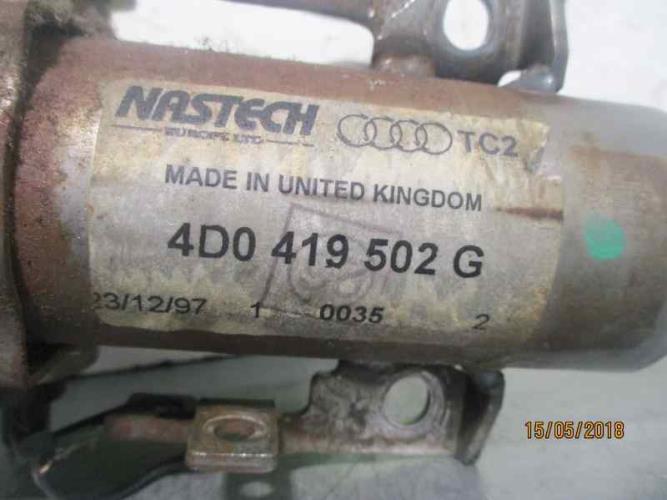 NASTECH TC2
EUROPE LTD
MADE IN UNITED KINGDOM
4D0 419 502 G
23/12/97 1 0035 2
15/05/2018